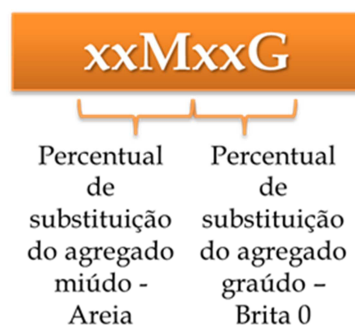 xxMxxG
Percentual
de
substituição
do agregado
miúdo -
Areia
Percentual
de
substituição
do agregado
graúdo –
Brita 0